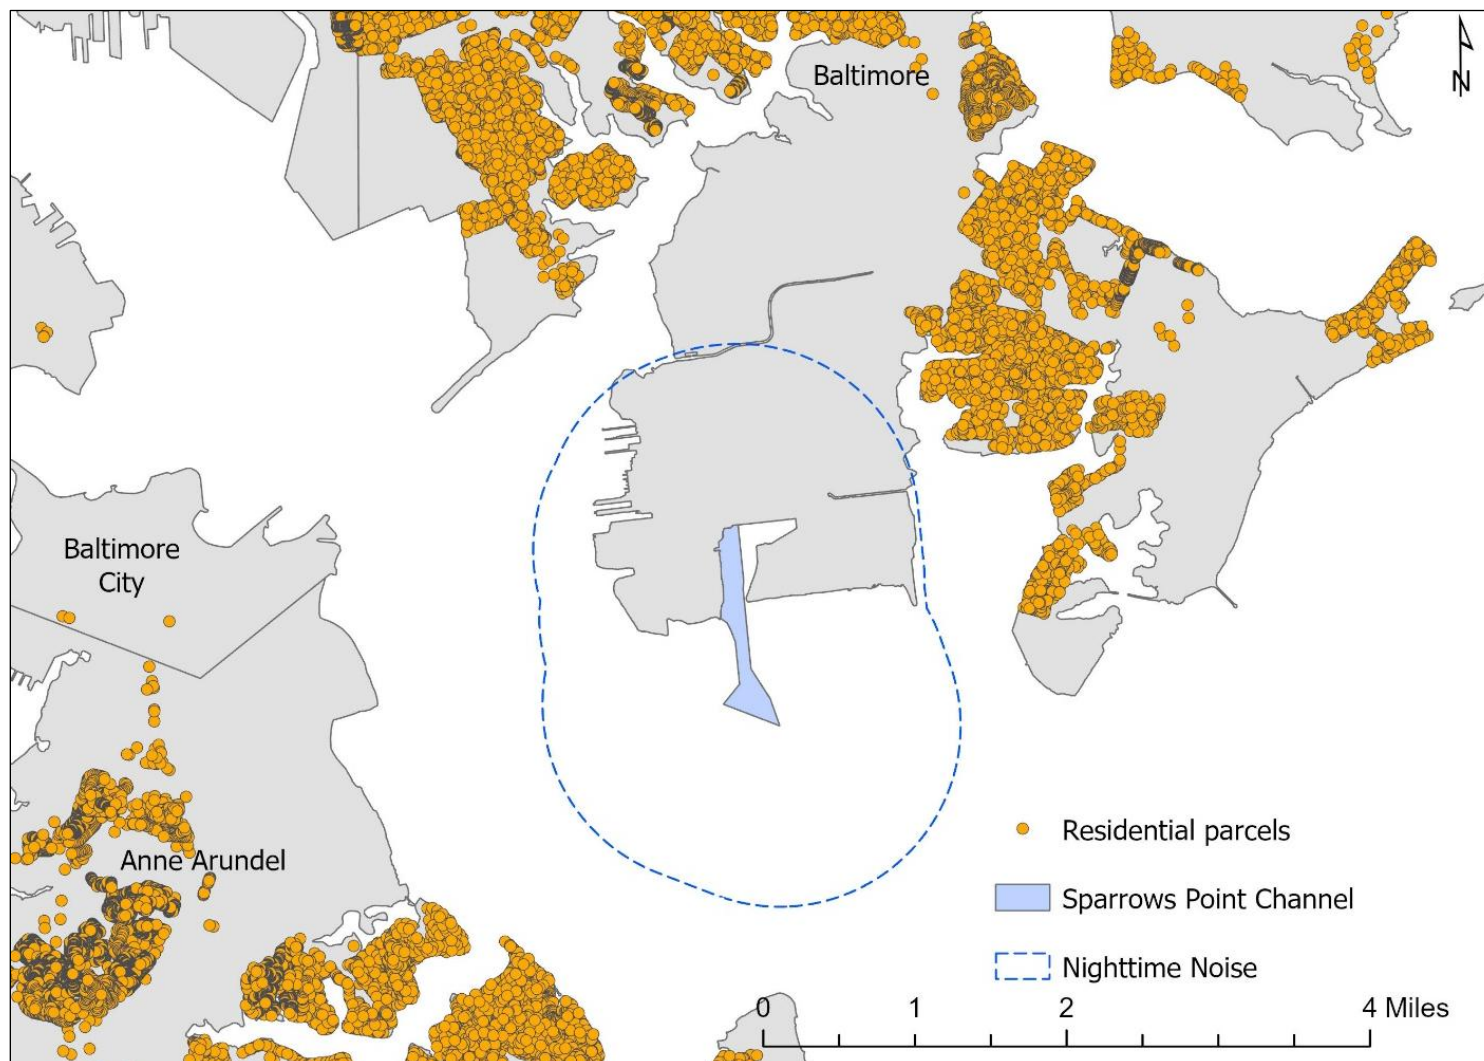 Baltimore
N
Baltimore
City
Anne Arundel
Residential parcels
Sparrows Point Channel
Nighttime Noise
0 1 2 4 Miles